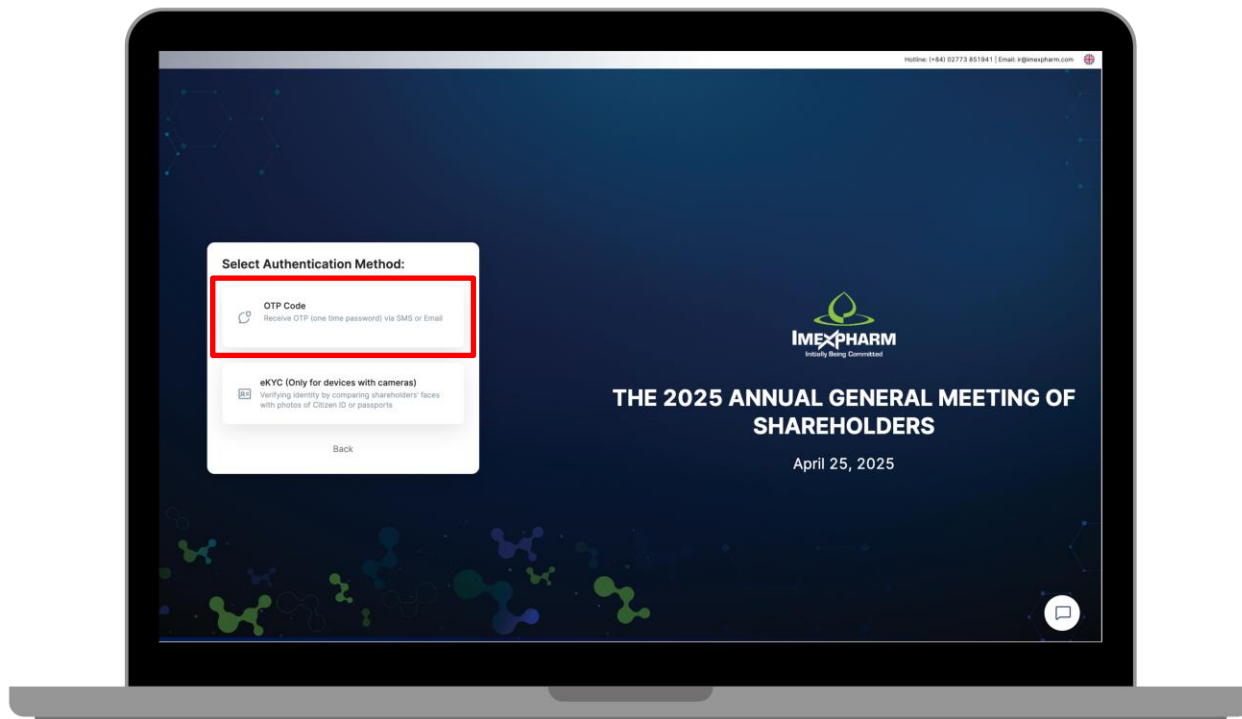 Hotline: (+84) 02773 851941 | Email: ir@imexpharm.com
Select Authentication Method:
OTP Code
Receive OTP (one time password) via SMS or Email
eKYC (Only for devices with cameras)
Verifying identity by comparing shareholders' faces
with photos of Citizen ID or passports
Back
IMEXPHARM
Initially Being Committed
THE 2025 ANNUAL GENERAL MEETING OF
SHAREHOLDERS
April 25, 2025